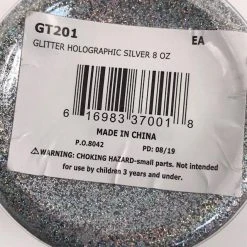 GT201 EA
GLITTER HOLOGRAPHIC SILVER 8 OZ
6 16983 37001 8
MADE IN CHINA
P.O.8042 PD: 08/19
⚠WARNING: CHOKING HAZARD-small parts. Not intended
for use by children 3 years and under.